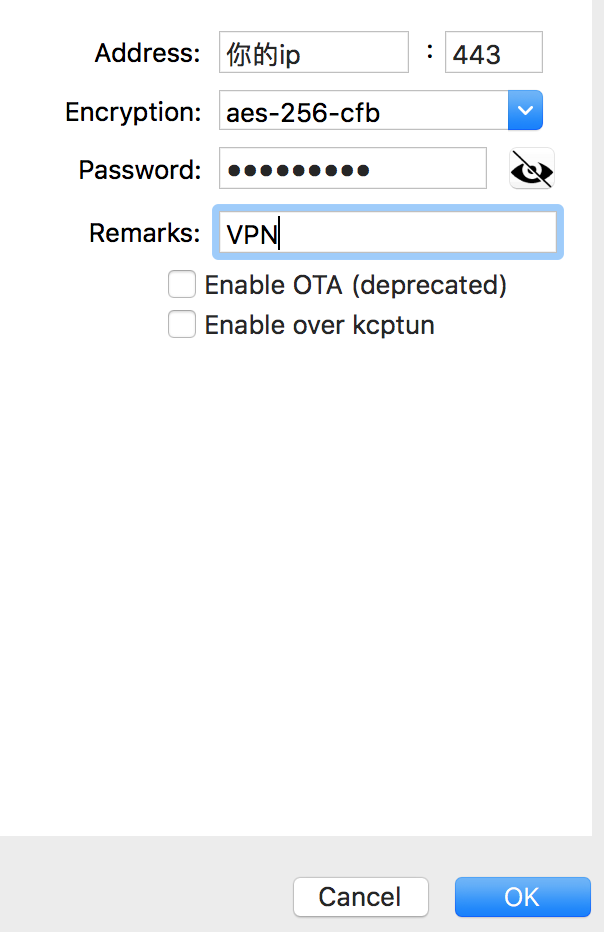 Address: 你的ip : 443
Encryption: aes-256-cfb
Password: •••••••••
Remarks: VPN
Enable OTA (deprecated)
Enable over kcptun
Cancel OK